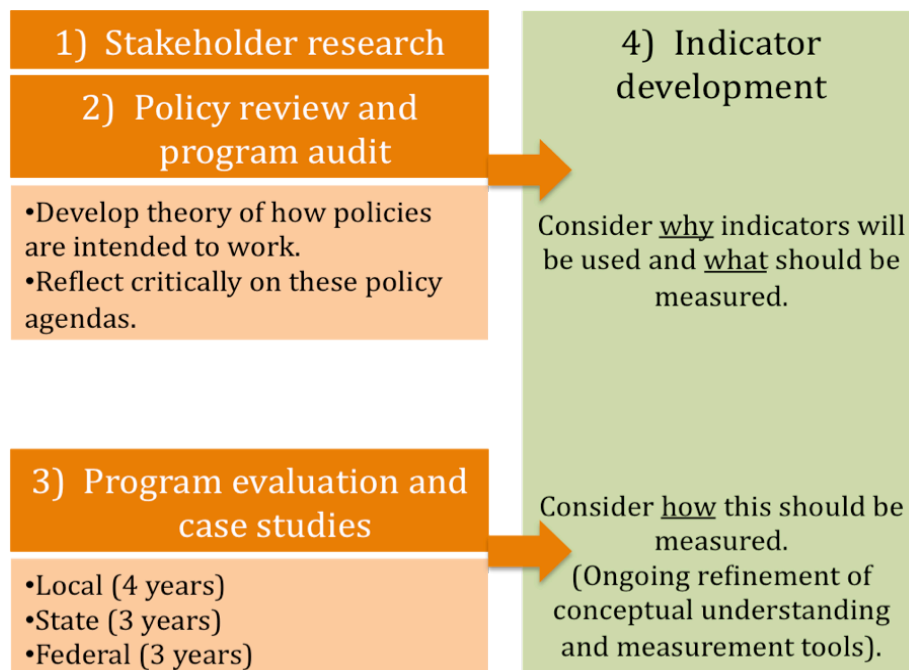 1) Stakeholder research
2) Policy review and
program audit
•Develop theory of how policies
are intended to work.
•Reflect critically on these policy
agendas.
3) Program evaluation and
case studies
•Local (4 years)
•State (3 years)
•Federal (3 years)
4) Indicator
development
Consider why indicators will
be used and what should be
measured.
Consider how this should be
measured.
(Ongoing refinement of
conceptual understanding
and measurement tools).